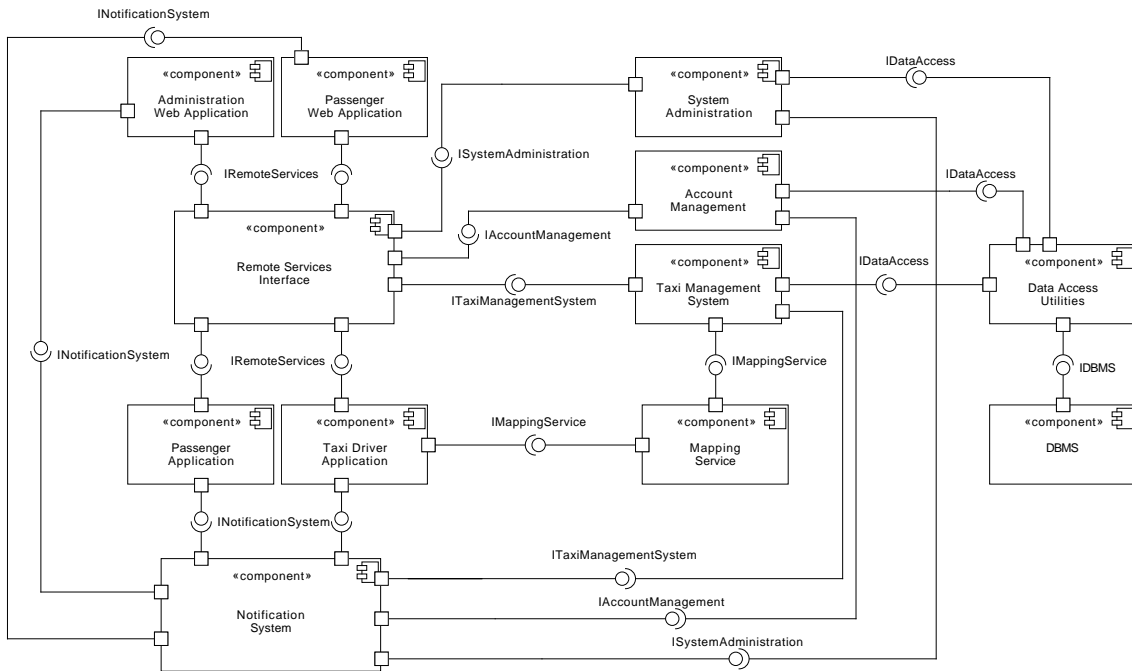 INotificationSystem
«component»
Administration
Web Application
«component»
Passenger
Web Application
«component»
System
Administration
IDataAccess
IRemoteServices
ISystemAdministration
«component»
Account
Management
IDataAccess
«component»
Remote Services
Interface
IAccountManagement
ITaxiManagementSystem
«component»
Taxi Management
System
IDataAccess
«component»
Data Access
Utilities
INotificationSystem
IRemoteServices
IMappingService
IDBMS
«component»
Passenger
Application
«component»
Taxi Driver
Application
IMappingService
«component»
Mapping
Service
«component»
DBMS
INotificationSystem
«component»
Notification
System
ITaxiManagementSystem
IAccountManagement
ISystemAdministration